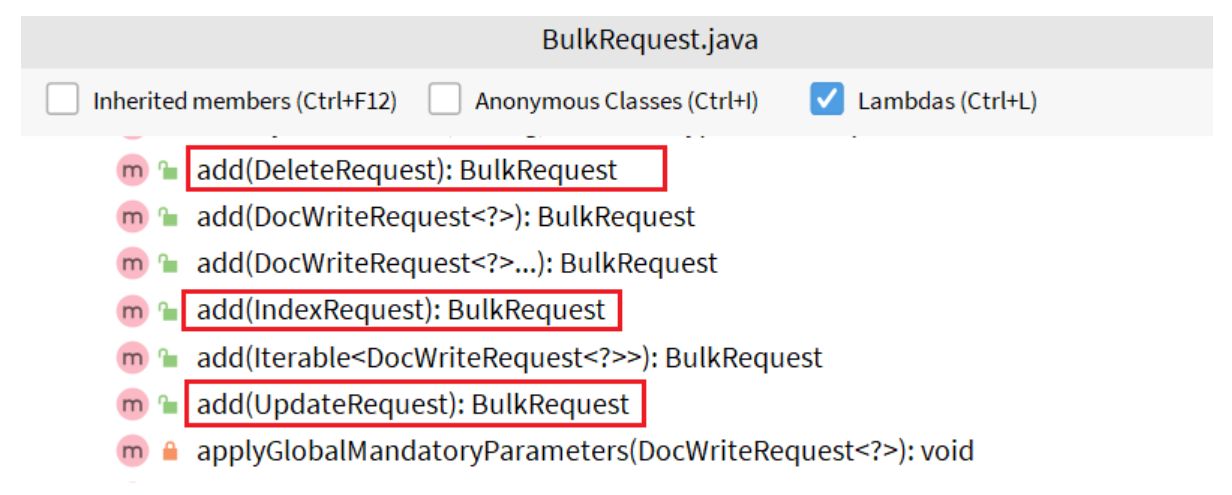 BulkRequest.java
Inherited members (Ctrl+F12) Anonymous Classes (Ctrl+I) Lambdas (Ctrl+L)
m add(DeleteRequest): BulkRequest
m add(DocWriteRequest<?>): BulkRequest
m add(DocWriteRequest<?>...): BulkRequest
m add(IndexRequest): BulkRequest
m add(Iterable<DocWriteRequest<?>>): BulkRequest
m add(UpdateRequest): BulkRequest
m applyGlobalMandatoryParameters(DocWriteRequest<?>): void